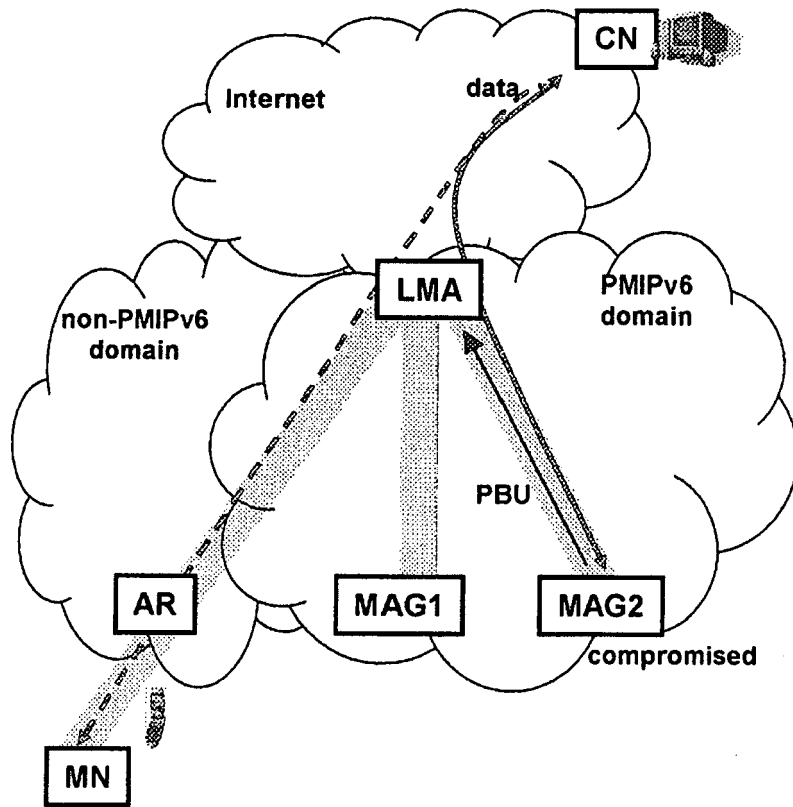 CN
data
Internet
LMA
PMIPv6
domain
non-PMIPv6
domain
PBU
AR
MAG1
MAG2
compromised
MN